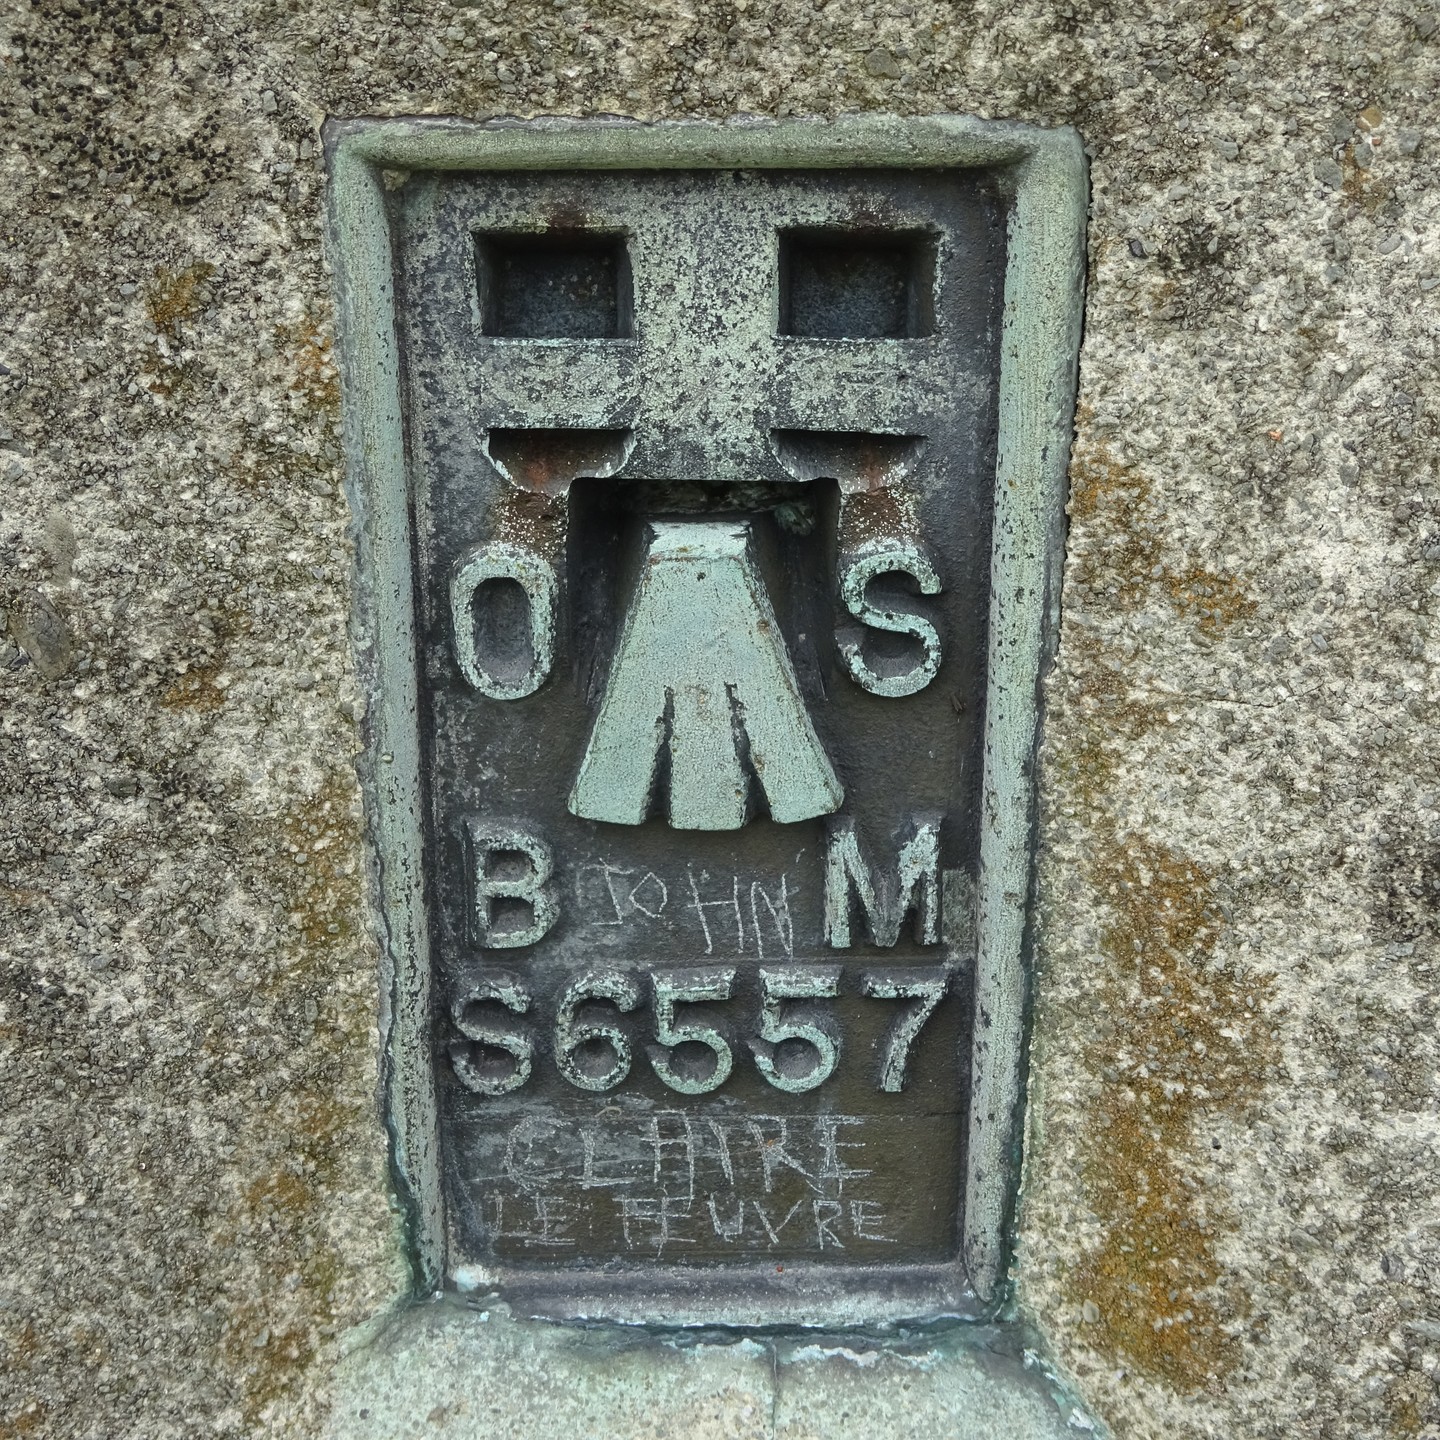 O S
B JOHN M
S6557
CLAIRE
LE FEUVRE